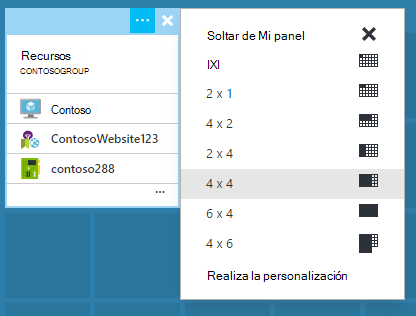 Recursos
CONTOSOGROUP
Contoso
ContosoWebsite123
contoso288
...
Soltar de Mi panel
IXI
2 x 1
4 x 2
2 x 4
4 x 4
6 x 4
4 x 6
Realiza la personalización